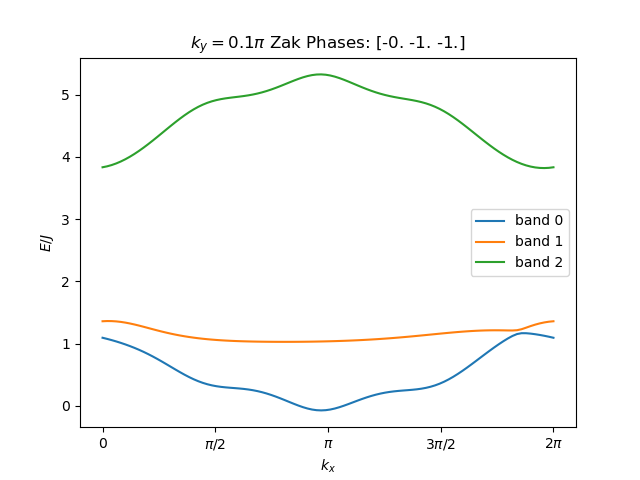 k_y = 0.1π Zak Phases: [-0. -1. -1.]
5
4
3
2
1
0
E/J
band 0
band 1
band 2
0 π/2 π 3π/2 2π
k_x